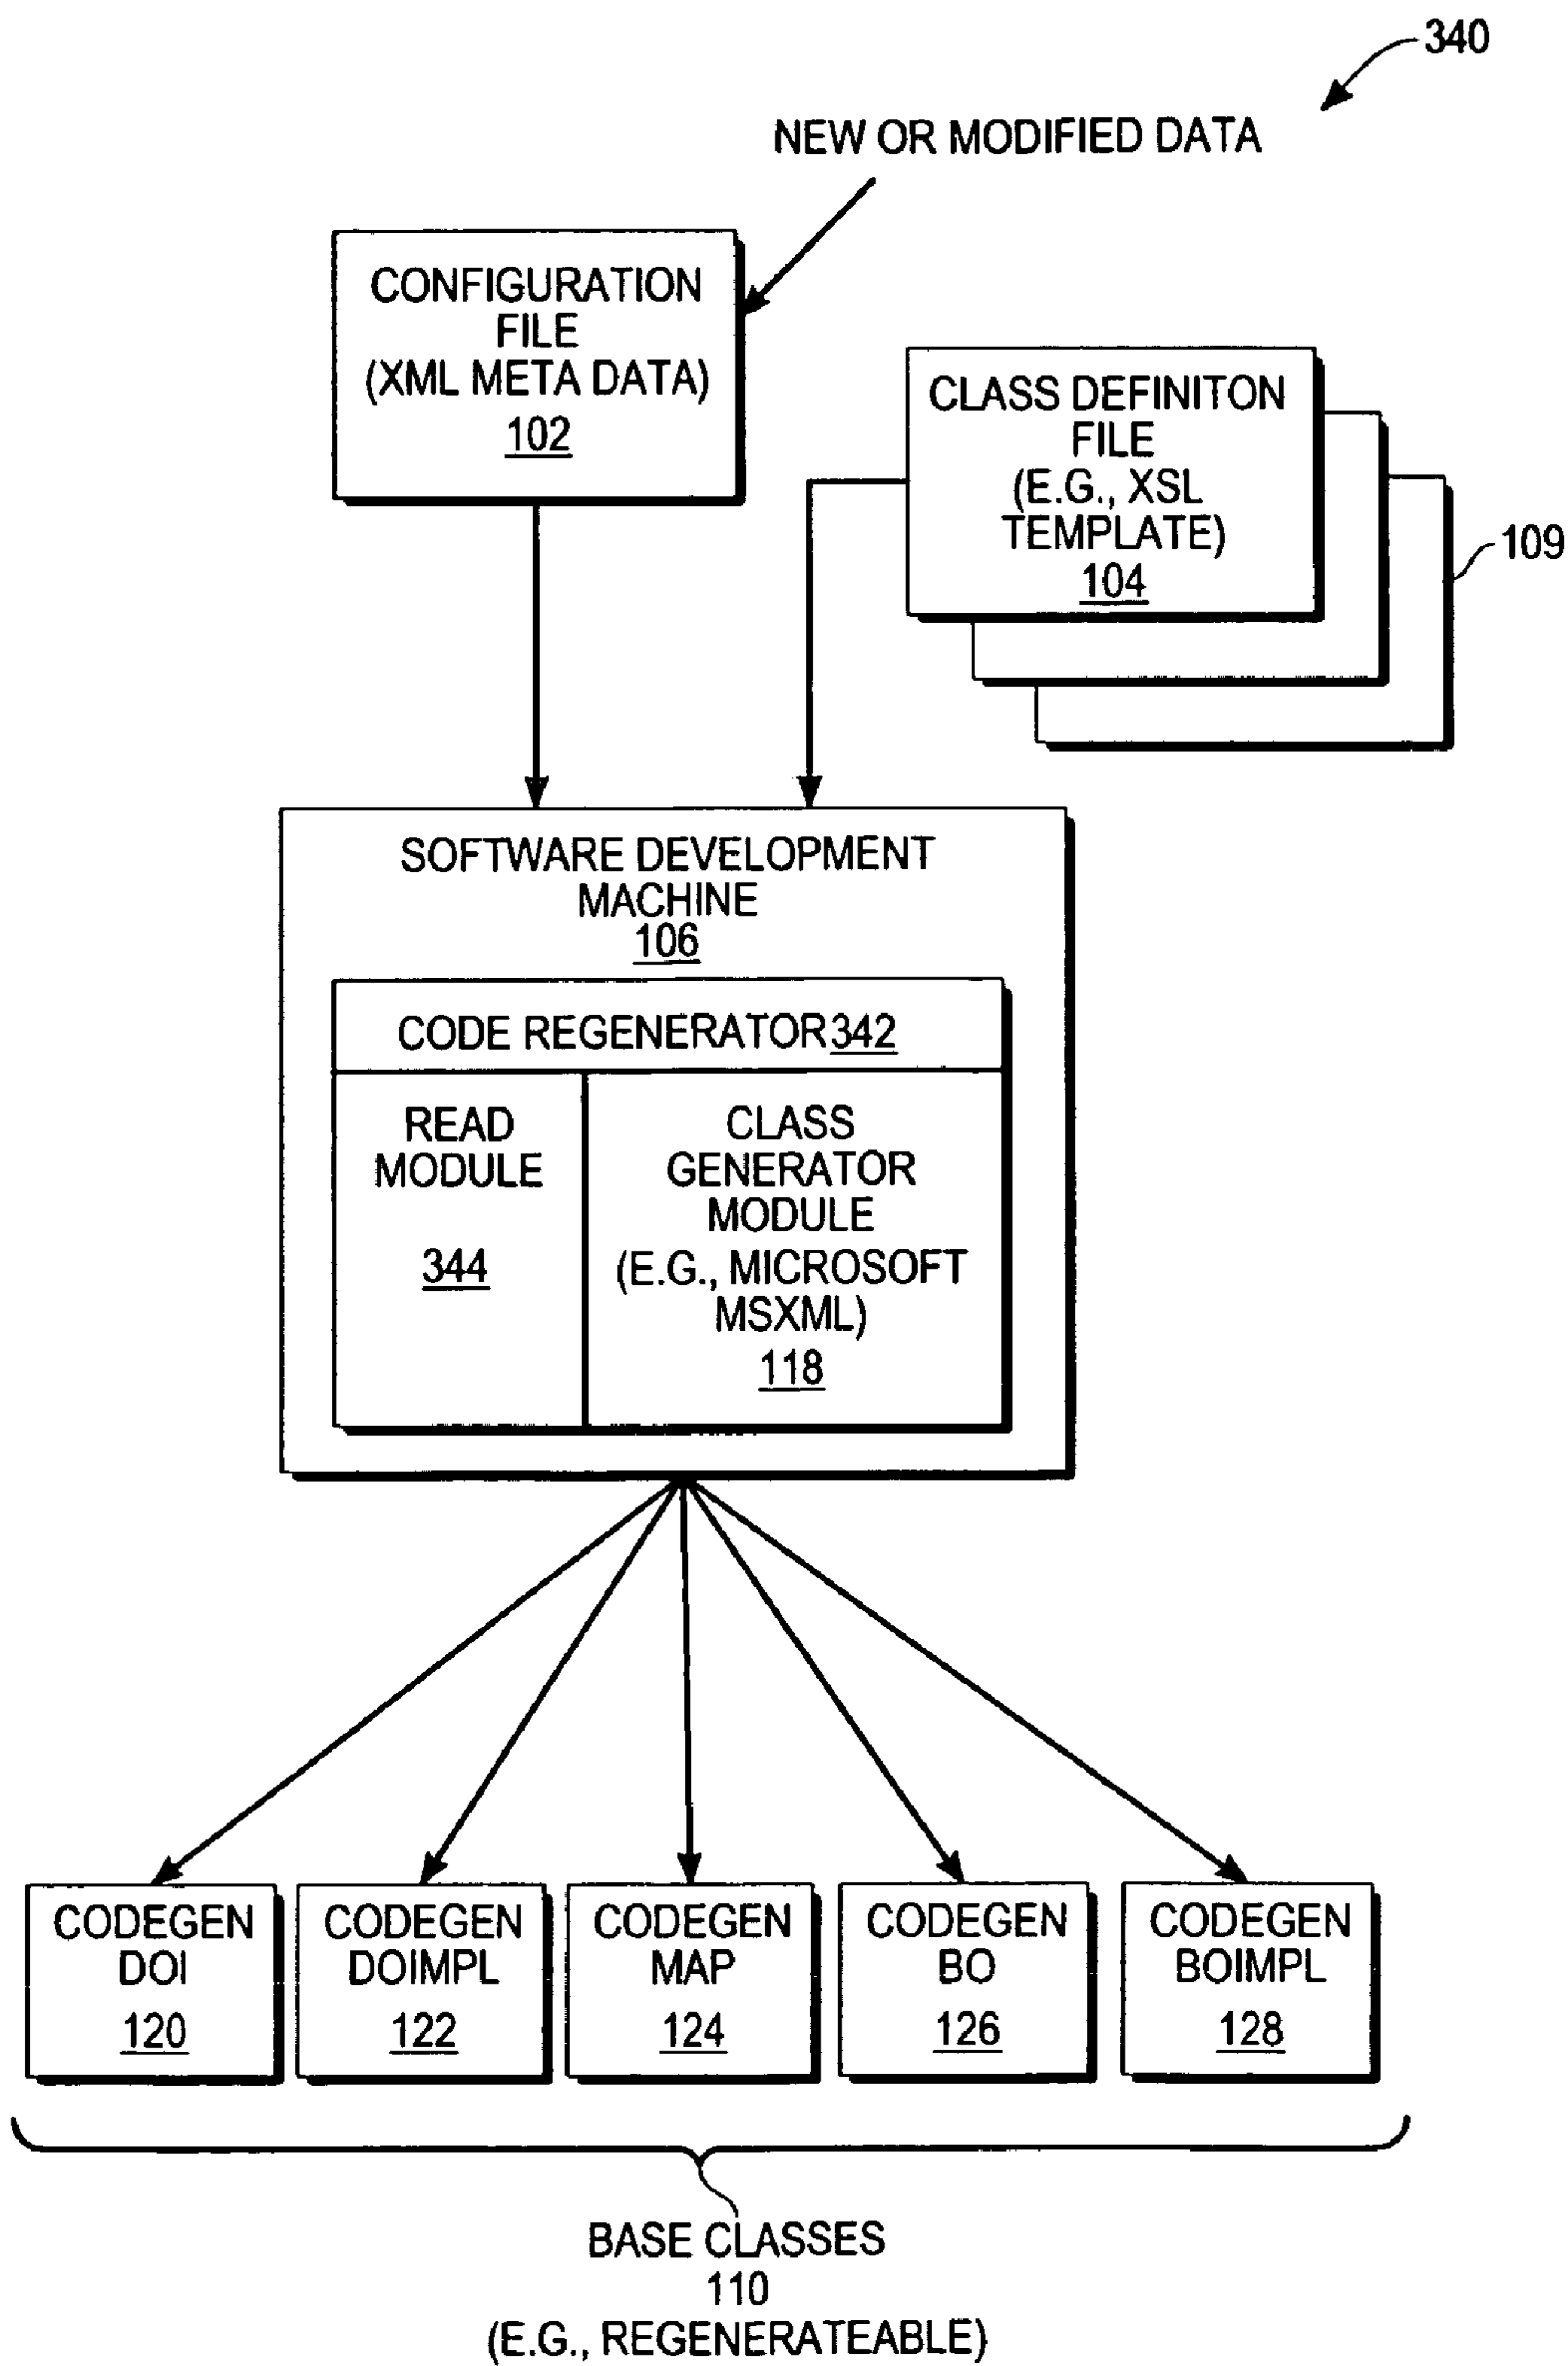 340
NEW OR MODIFIED DATA
CONFIGURATION
FILE
(XML META DATA)
102
CLASS DEFINITON
FILE
(E.G., XSL
TEMPLATE)
104
109
SOFTWARE DEVELOPMENT
MACHINE
106
CODE REGENERATOR 342
READ
MODULE
344
CLASS
GENERATOR
MODULE
(E.G., MICROSOFT
MSXML)
118
CODEGEN
DOI
120
CODEGEN
DOIMPL
122
CODEGEN
MAP
124
CODEGEN
BO
126
CODEGEN
BOIMPL
128
BASE CLASSES
110
(E.G., REGENERATEABLE)